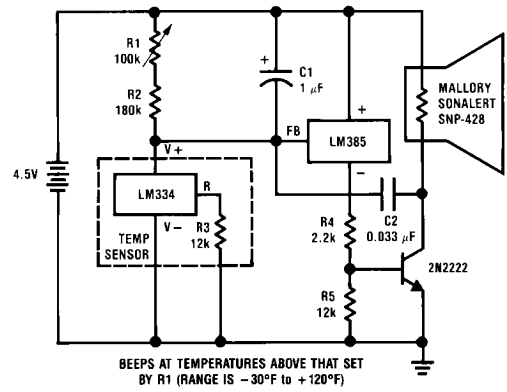 R1
100k
R2
180k
+
C1
1 μF
MALLORY
SONALERT
SNP-428
4.5V
V+
FB
+
LM385
−
LM334
R
V−
TEMP
SENSOR
R3
12k
R4
2.2k
C2
0.033 μF
2N2222
R5
12k
BEEPS AT TEMPERATURES ABOVE THAT SET
BY R1 (RANGE IS −30°F to +120°F)